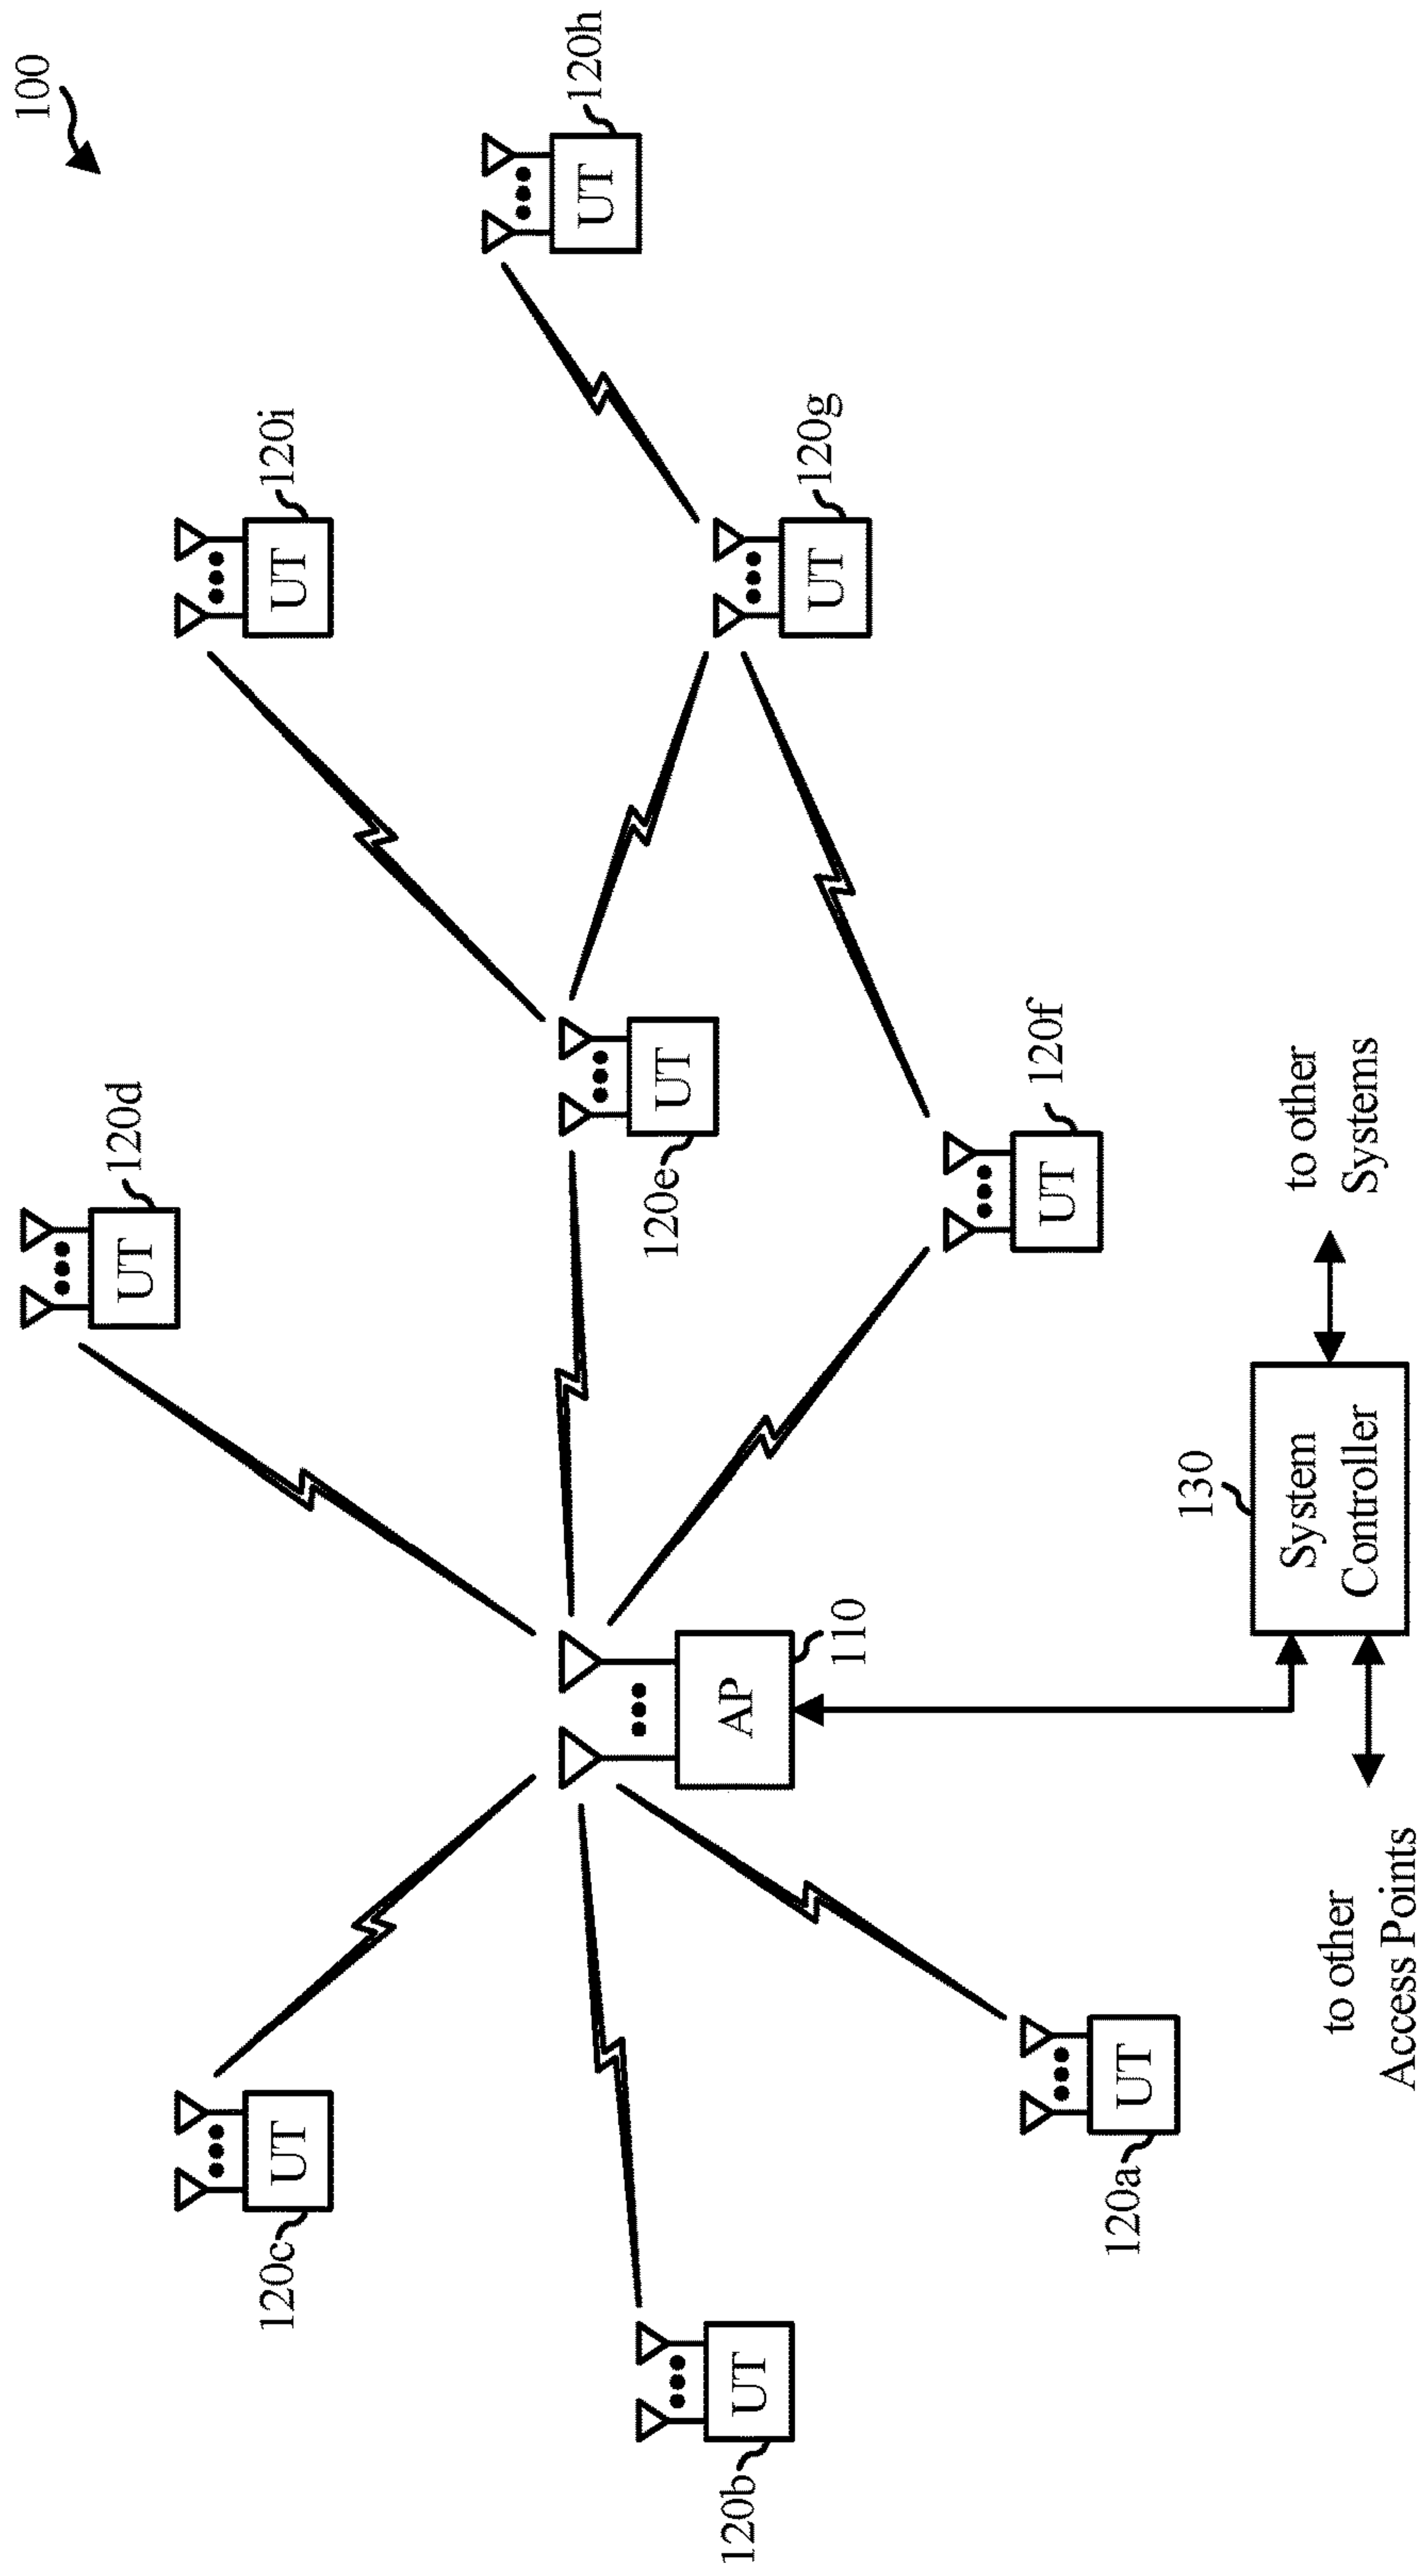 100
UT
120d
UT
120c
UT
120i
UT
120h
UT
120e
AP
110
UT
120b
UT
120g
UT
120f
UT
120a
130
System
Controller
to other
Systems
to other
Access Points